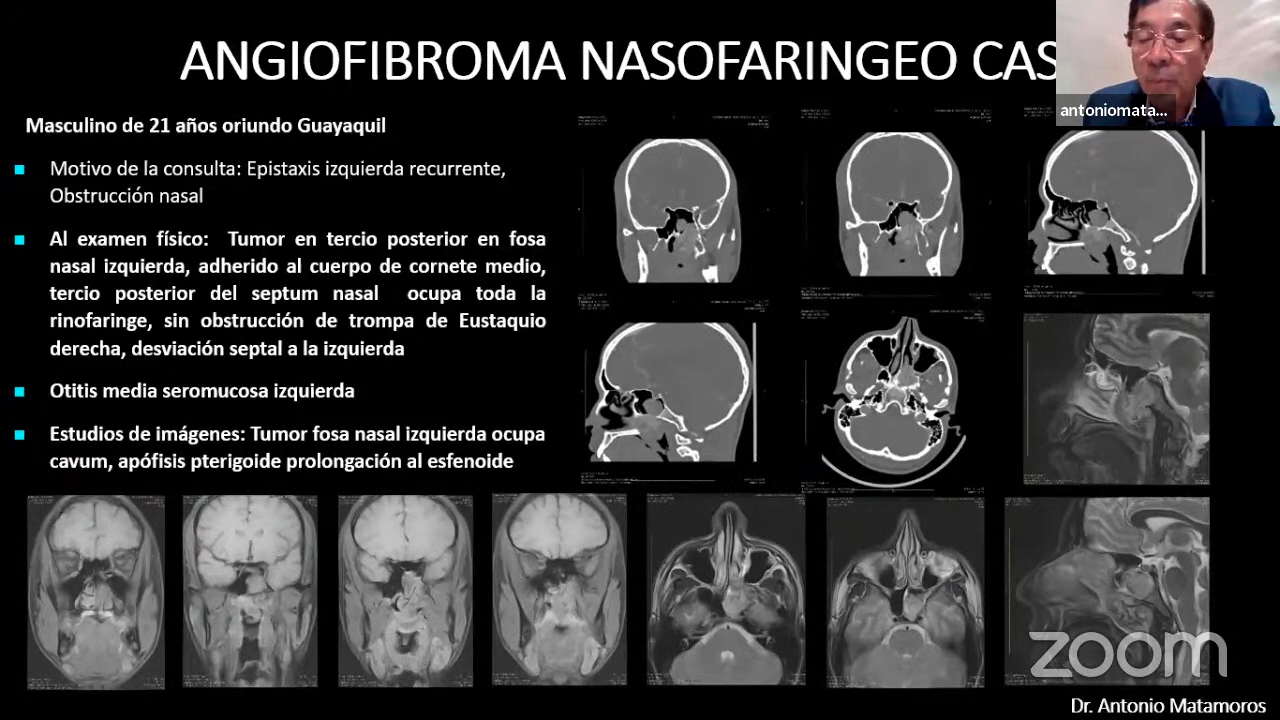 ANGIOFIBROMA NASOFARINGEO CAS
antoniomata...
Masculino de 21 años oriundo Guayaquil
Motivo de la consulta: Epistaxis izquierda recurrente,
Obstrucción nasal
Al examen físico: Tumor en tercio posterior en fosa
nasal izquierda, adherido al cuerpo de cornete medio,
tercio posterior del septum nasal ocupa toda la
rinofaringe, sin obstrucción de trompa de Eustaquio
derecha, desviación septal a la izquierda
Otitis media seromucosa izquierda
Estudios de imágenes: Tumor fosa nasal izquierda ocupa
cavum, apófisis pterigoide prolongación al esfenoide
zoom
Dr. Antonio Matamoros